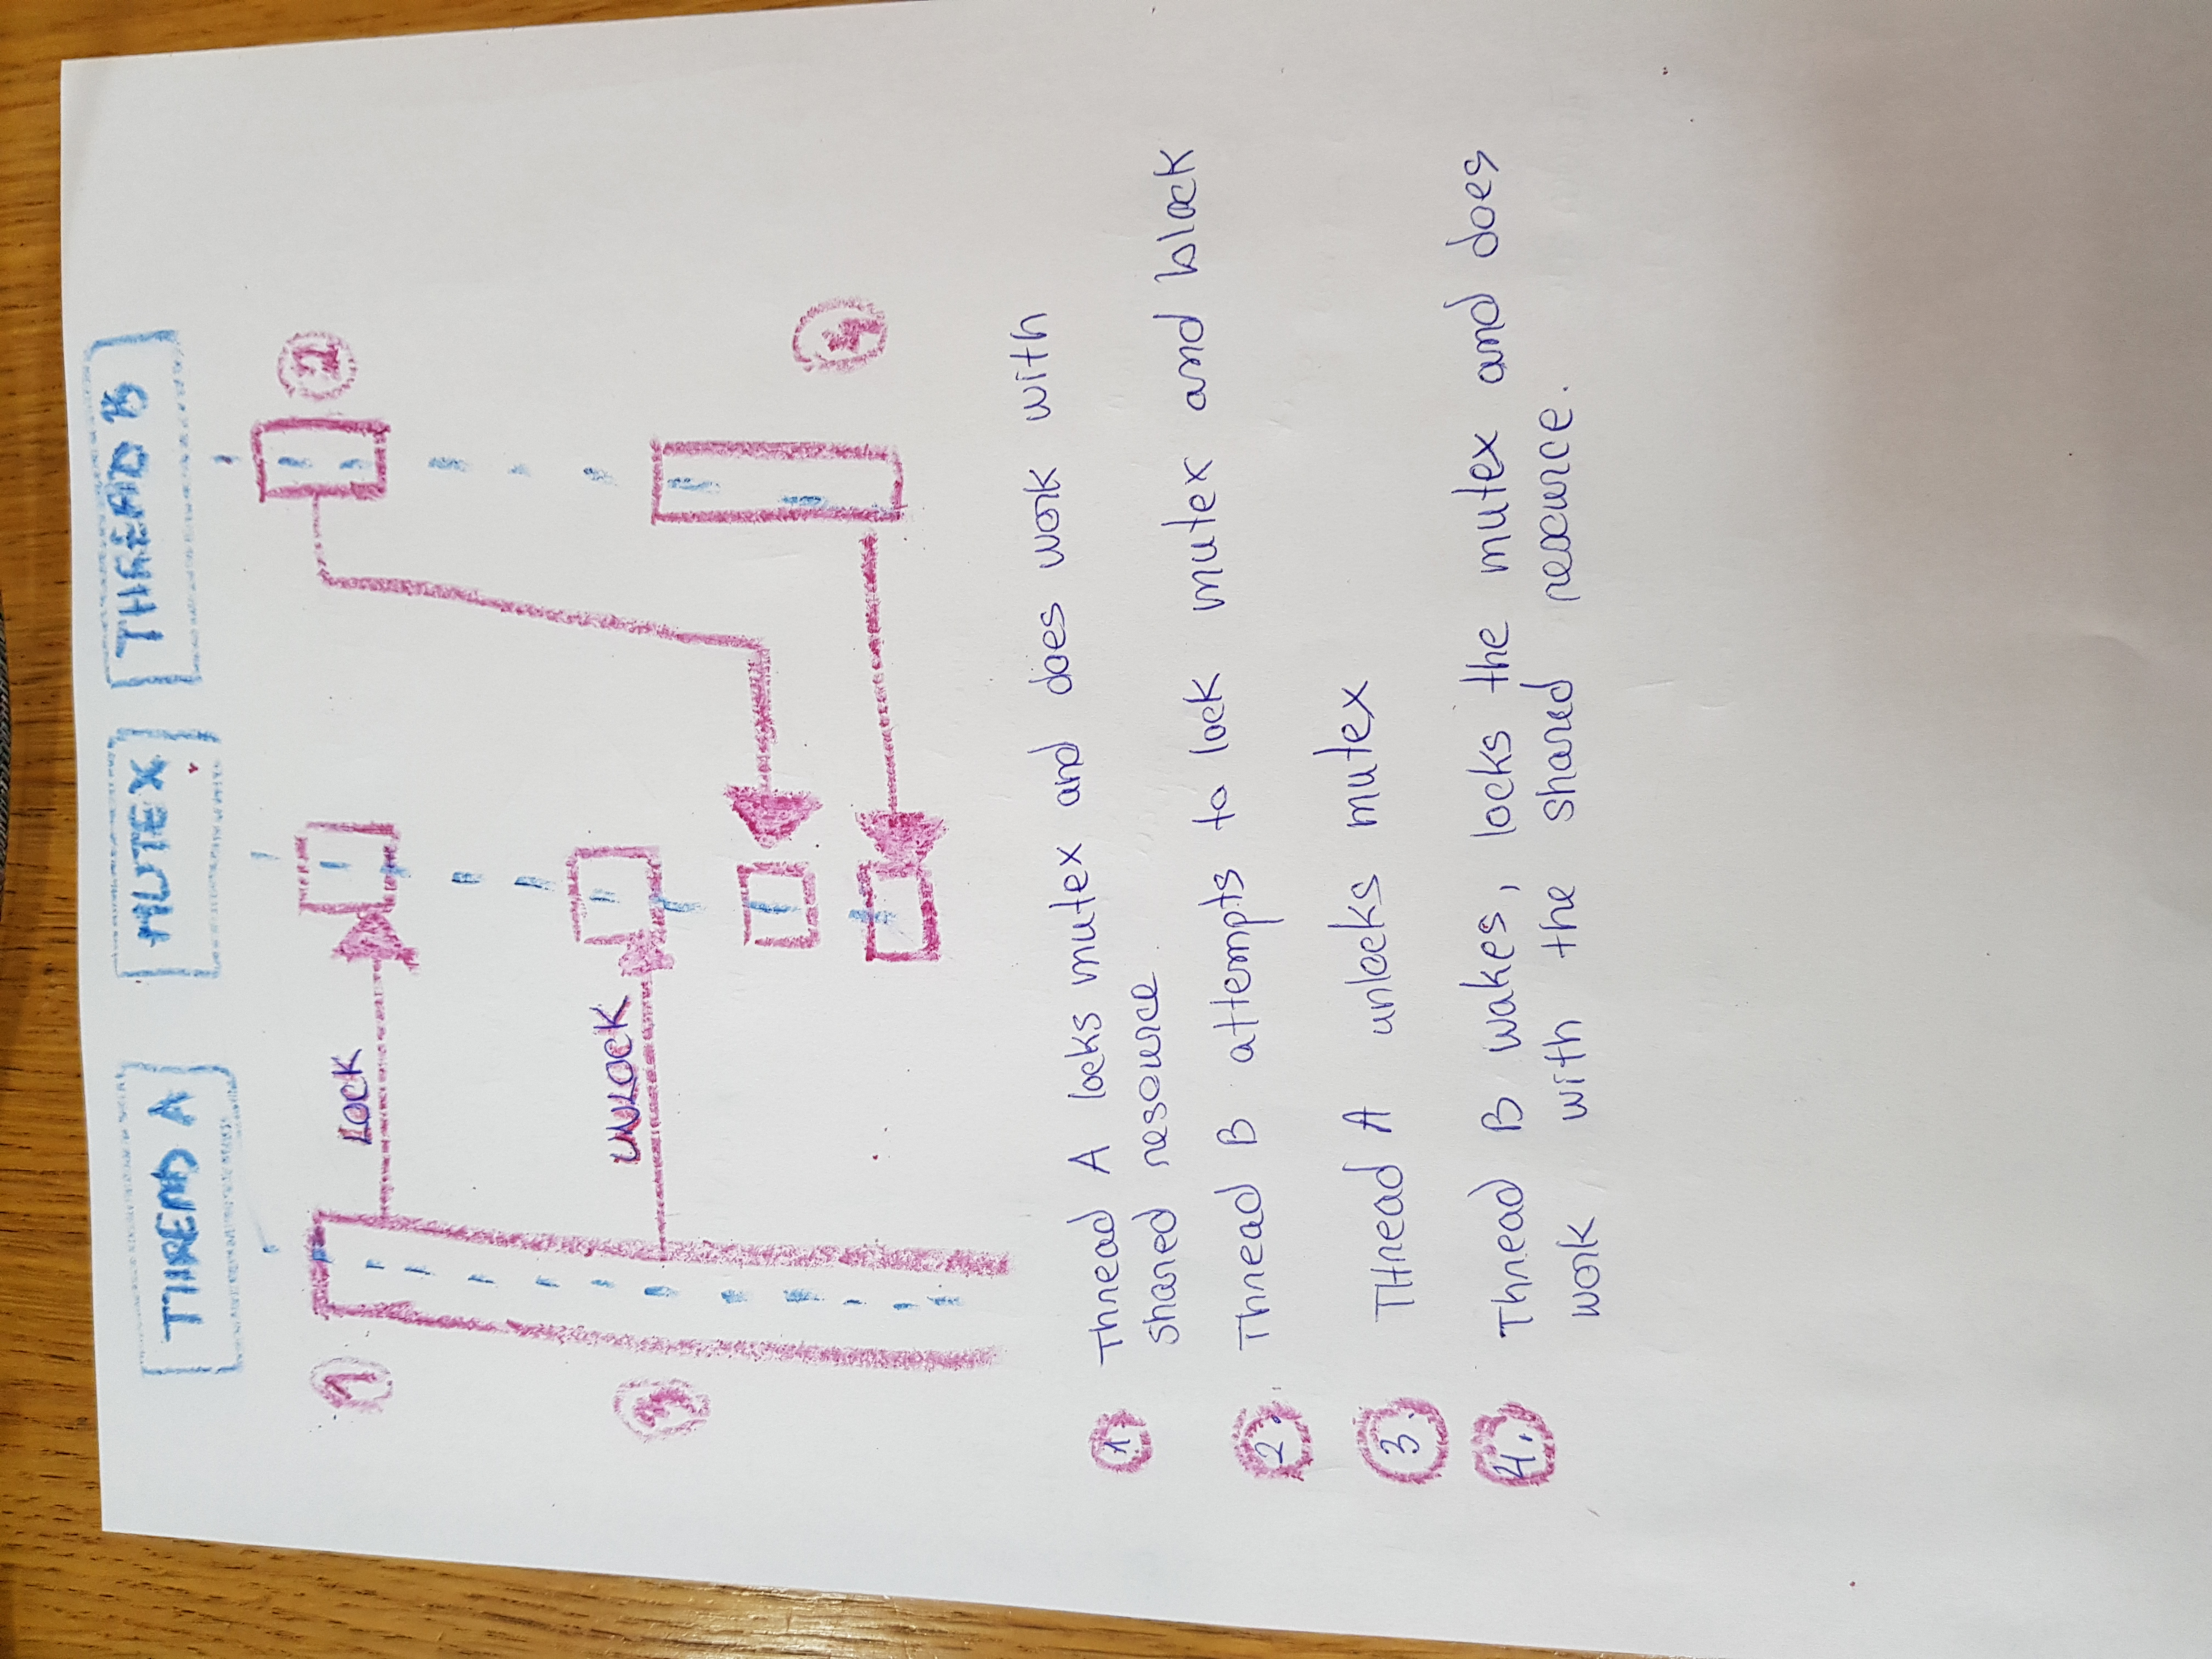 THREAD A MUTEX THREAD B
1 LOCK 2
3 UNLOCK
4
1. Thread A locks mutex and does work with
shared resource.
2. Thread B attempts to lock mutex and block
3. THread A unlocks mutex
4. Thread B wakes, locks the mutex and does
work with the shared resource.